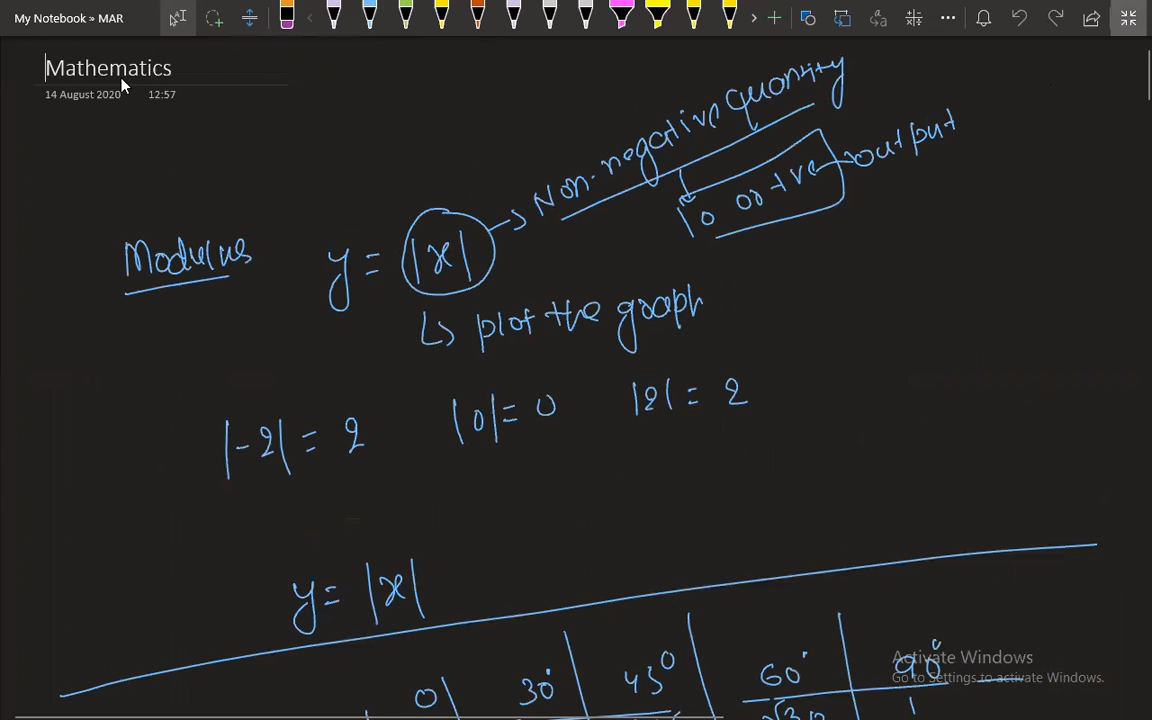 My Notebook » MAR
Mathematics
14 August 2020 12:57
Non-negative quantity
0 or +ve output
Modulus y = |x|
↳ plot the graph
|-2| = 2 |0| = 0 |2| = 2
y = |x|
0 30° 45° 60° 90°
Activate Windows
Go to Settings to activate Windows.